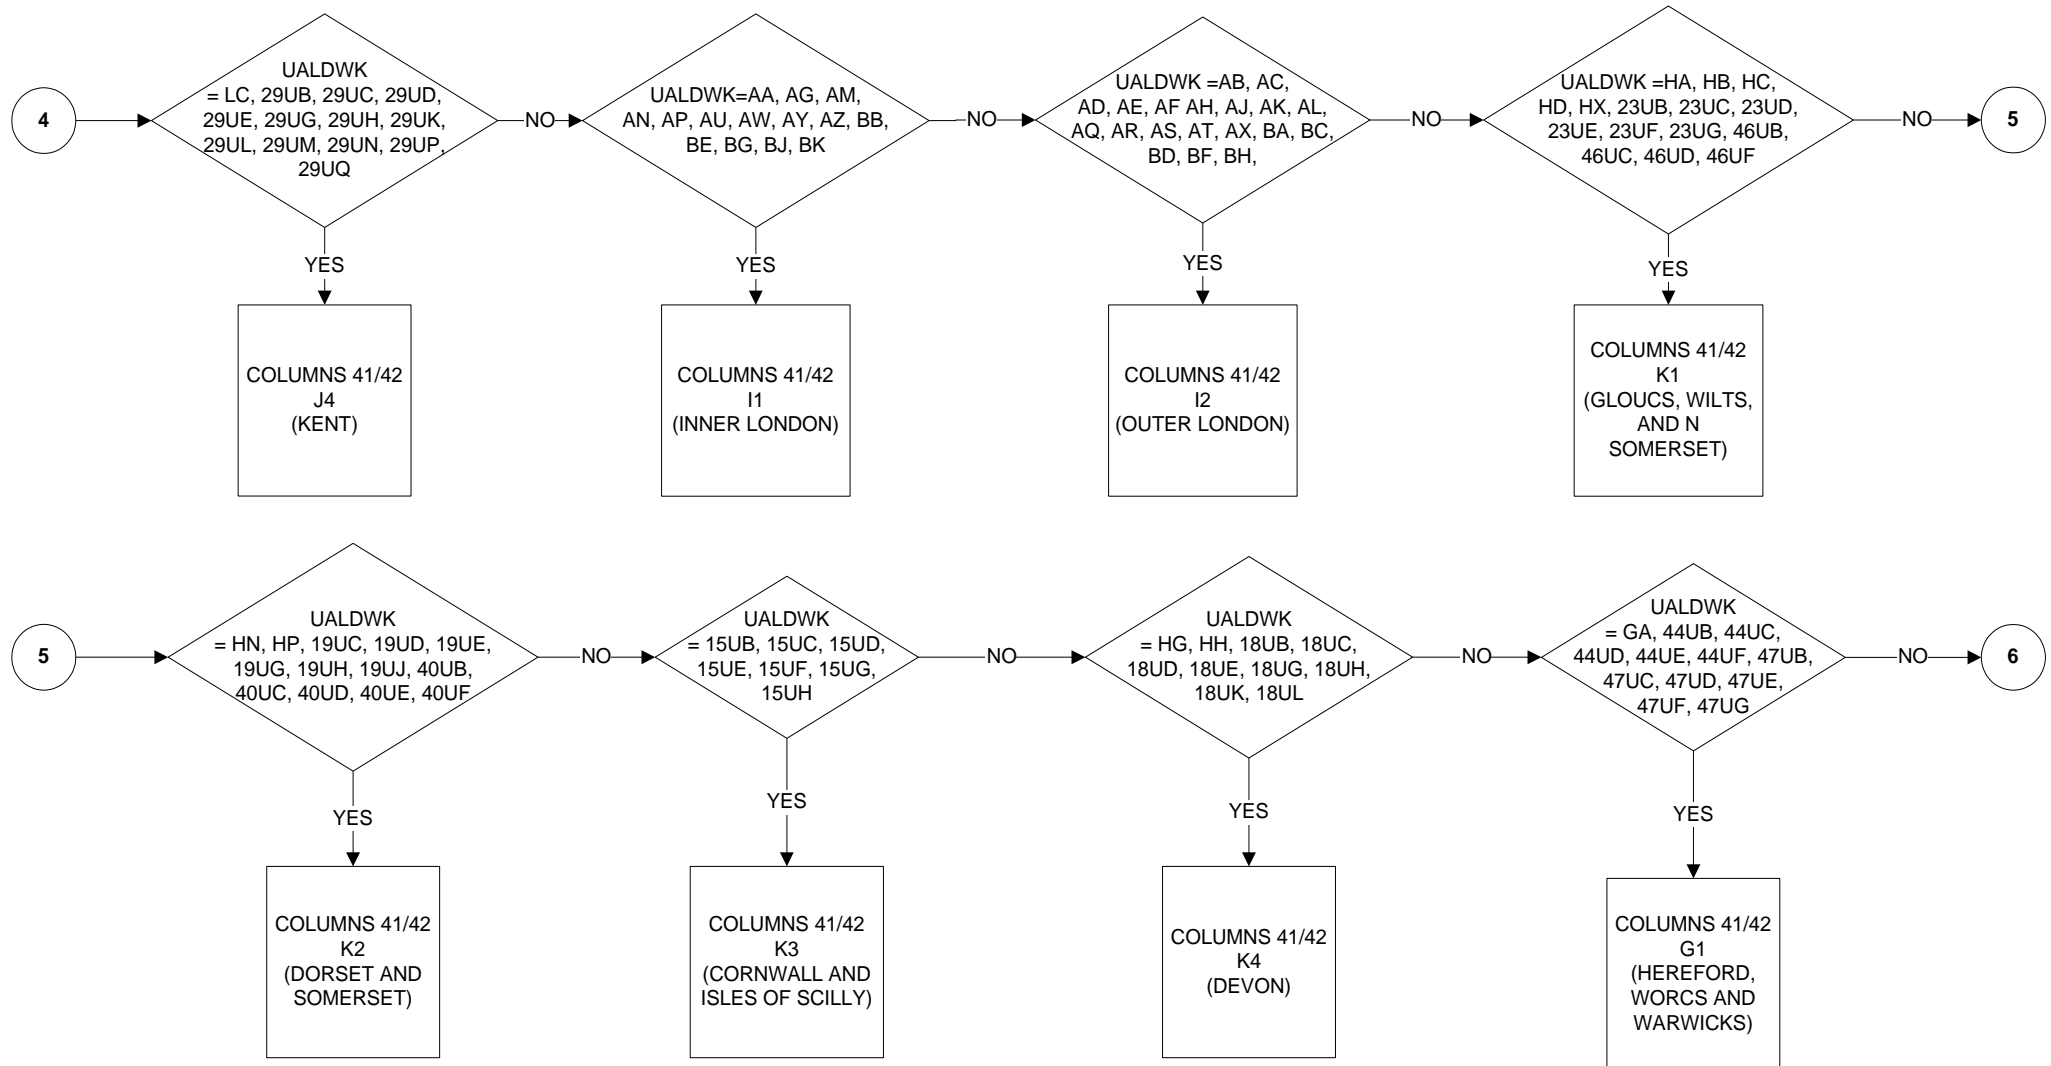 4
UALDWK
= LC, 29UB, 29UC, 29UD,
29UE, 29UG, 29UH, 29UK,
29UL, 29UM, 29UN, 29UP,
29UQ
NO
UALDWK=AA, AG, AM,
AN, AP, AU, AW, AY, AZ, BB,
BE, BG, BJ, BK
NO
UALDWK =AB, AC,
AD, AE, AF AH, AJ, AK, AL,
AQ, AR, AS, AT, AX, BA, BC,
BD, BF, BH,
NO
UALDWK =HA, HB, HC,
HD, HX, 23UB, 23UC, 23UD,
23UE, 23UF, 23UG, 46UB,
46UC, 46UD, 46UF
NO
5
YES
YES
YES
YES
COLUMNS 41/42
J4
(KENT)
COLUMNS 41/42
I1
(INNER LONDON)
COLUMNS 41/42
I2
(OUTER LONDON)
COLUMNS 41/42
K1
(GLOUCS, WILTS,
AND N
SOMERSET)
5
UALDWK
= HN, HP, 19UC, 19UD, 19UE,
19UG, 19UH, 19UJ, 40UB,
40UC, 40UD, 40UE, 40UF
NO
UALDWK
= 15UB, 15UC, 15UD,
15UE, 15UF, 15UG,
15UH
NO
UALDWK
= HG, HH, 18UB, 18UC,
18UD, 18UE, 18UG, 18UH,
18UK, 18UL
NO
UALDWK
= GA, 44UB, 44UC,
44UD, 44UE, 44UF, 47UB,
47UC, 47UD, 47UE,
47UF, 47UG
NO
6
YES
YES
YES
YES
COLUMNS 41/42
K2
(DORSET AND
SOMERSET)
COLUMNS 41/42
K3
(CORNWALL AND
ISLES OF SCILLY)
COLUMNS 41/42
K4
(DEVON)
COLUMNS 41/42
G1
(HEREFORD,
WORCS AND
WARWICKS)